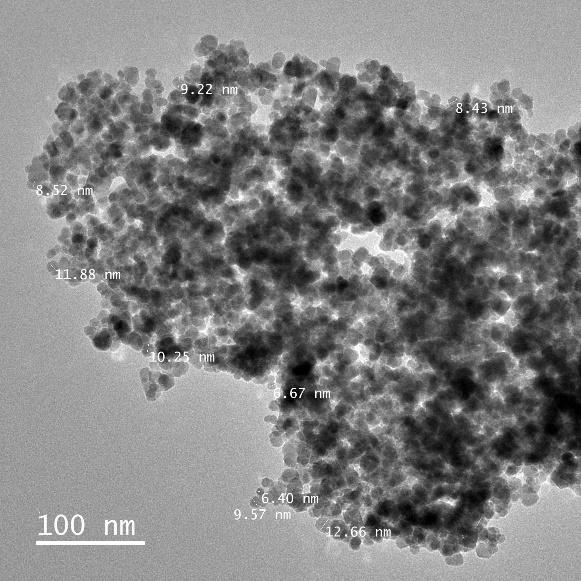 9.22 nm
8.43 nm
8.52 nm
11.88 nm
10.25 nm
6.67 nm
6.40 nm
9.57 nm
12.66 nm
100 nm